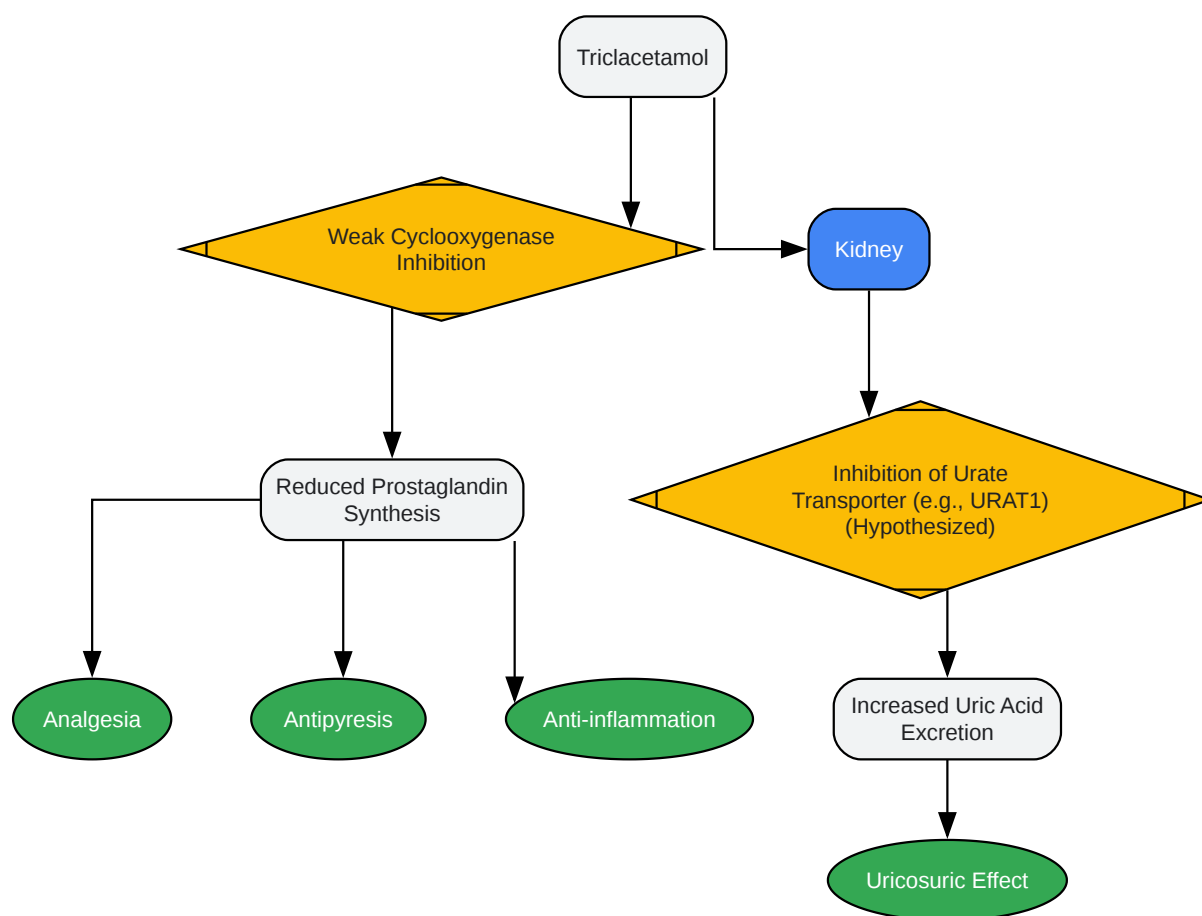 Triclacetamol
Weak Cyclooxygenase
Inhibition
Kidney
Reduced Prostaglandin
Synthesis
Inhibition of Urate
Transporter (e.g., URAT1)
(Hypothesized)
Analgesia
Antipyresis
Anti-inflammation
Increased Uric Acid
Excretion
Uricosuric Effect